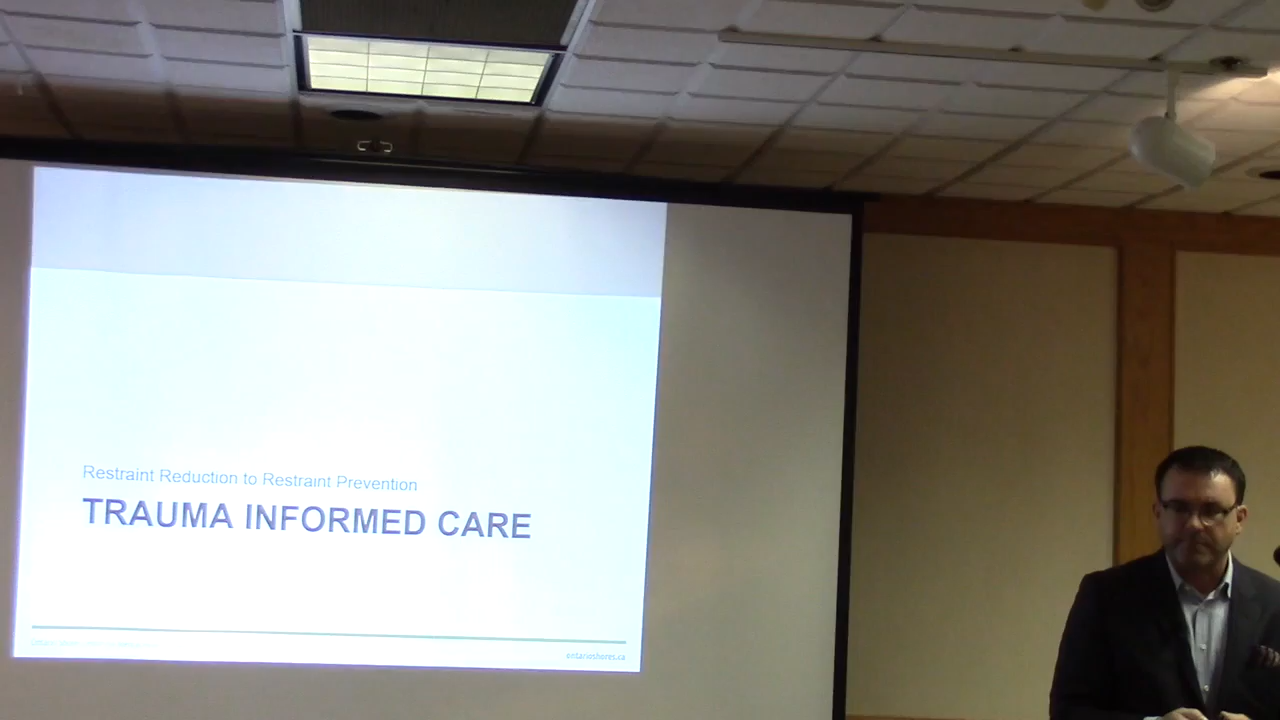 Restraint Reduction to Restraint Prevention
TRAUMA INFORMED CARE
ontarioshores.ca